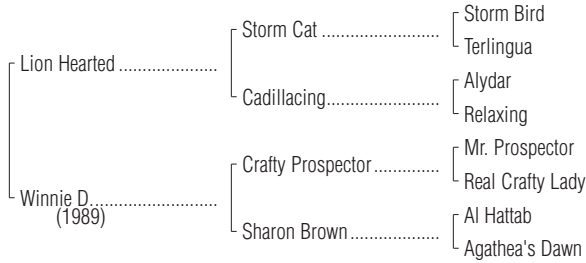 Storm Bird
Storm Cat ........................
Terlingua
Lion Hearted ....................
Alydar
Cadillacing.......................
Relaxing
Mr. Prospector
Crafty Prospector.............
Real Crafty Lady
Winnie D.........................
(1989)
Al Hattab
Sharon Brown..................
Agathea's Dawn